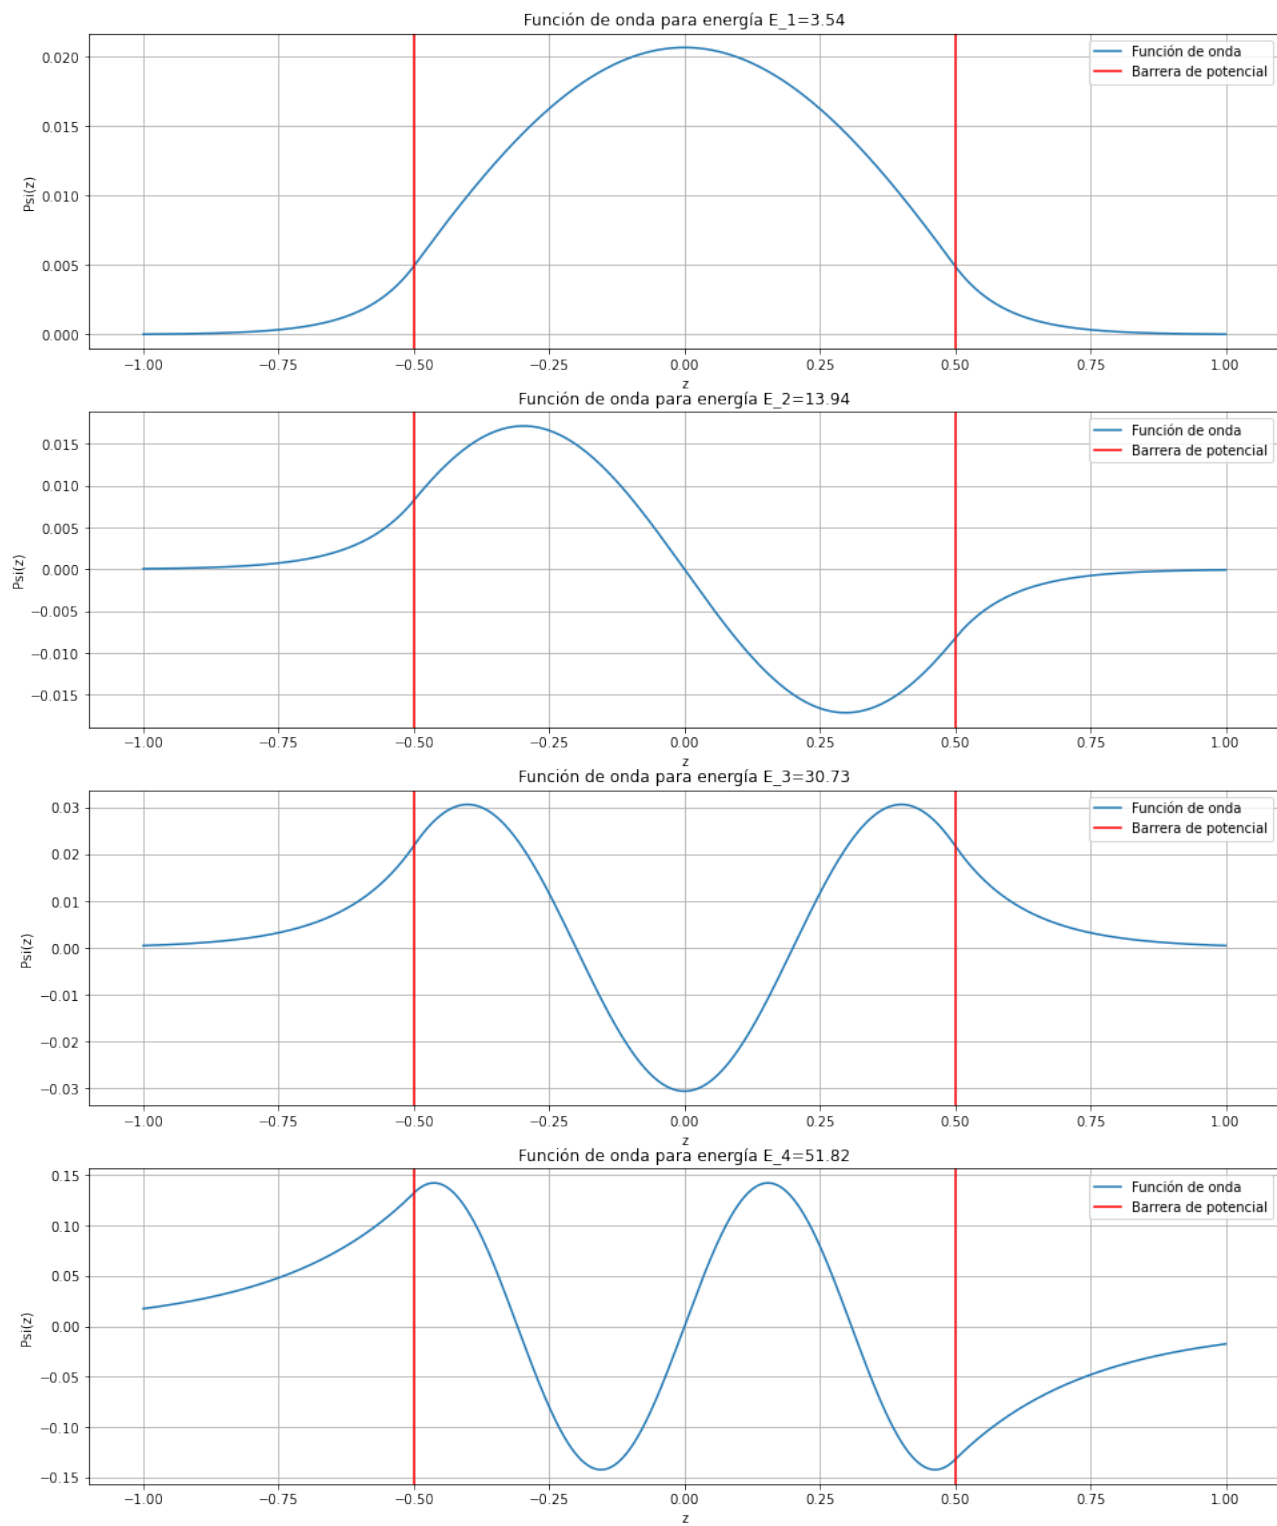 Función de onda para energía E_1=3.54
Función de onda
Barrera de potencial
0.020
0.015
0.010
0.005
0.000
Psi(z)
−1.00 −0.75 −0.50 −0.25 0.00 0.25 0.50 0.75 1.00
z
Función de onda para energía E_2=13.94
Función de onda
Barrera de potencial
0.015
0.010
0.005
0.000
−0.005
−0.010
−0.015
Psi(z)
−1.00 −0.75 −0.50 −0.25 0.00 0.25 0.50 0.75 1.00
z
Función de onda para energía E_3=30.73
Función de onda
Barrera de potencial
0.03
0.02
0.01
0.00
−0.01
−0.02
−0.03
Psi(z)
−1.00 −0.75 −0.50 −0.25 0.00 0.25 0.50 0.75 1.00
z
Función de onda para energía E_4=51.82
Función de onda
Barrera de potencial
0.15
0.10
0.05
0.00
−0.05
−0.10
−0.15
Psi(z)
−1.00 −0.75 −0.50 −0.25 0.00 0.25 0.50 0.75 1.00
z